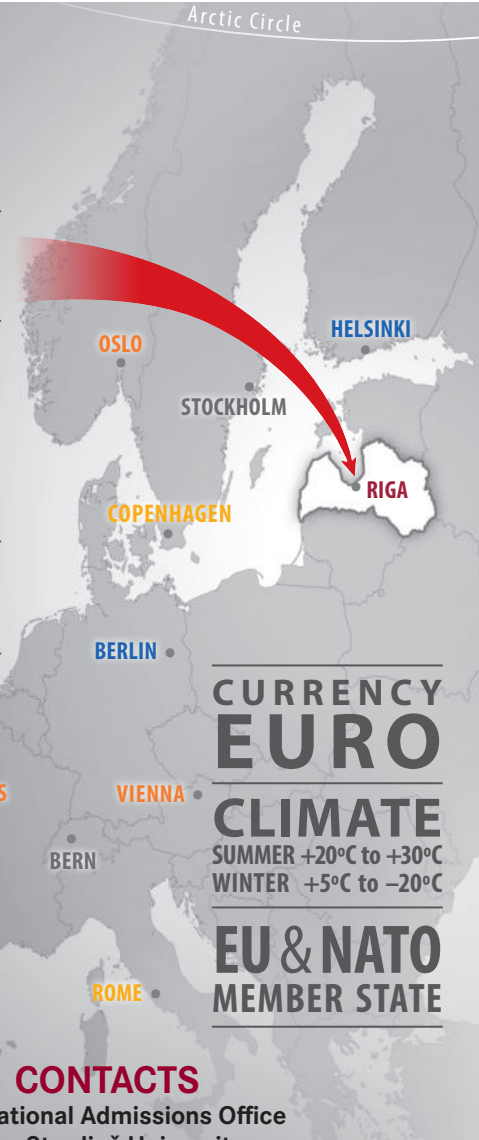 Arctic Circle
HELSINKI
OSLO
STOCKHOLM
RIGA
COPENHAGEN
BERLIN
CURRENCY
EURO
VIENNA
CLIMATE
SUMMER +20ºC to +30ºC
BERN
WINTER +5ºC to –20ºC
EU & NATO
ROME
MEMBER STATE
CONTACTS
Admissions Office